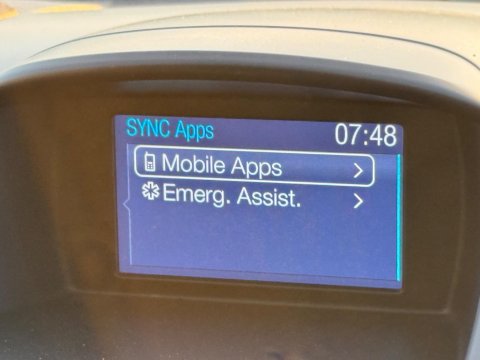 SYNC Apps 07:48
Mobile Apps
Emerg. Assist.